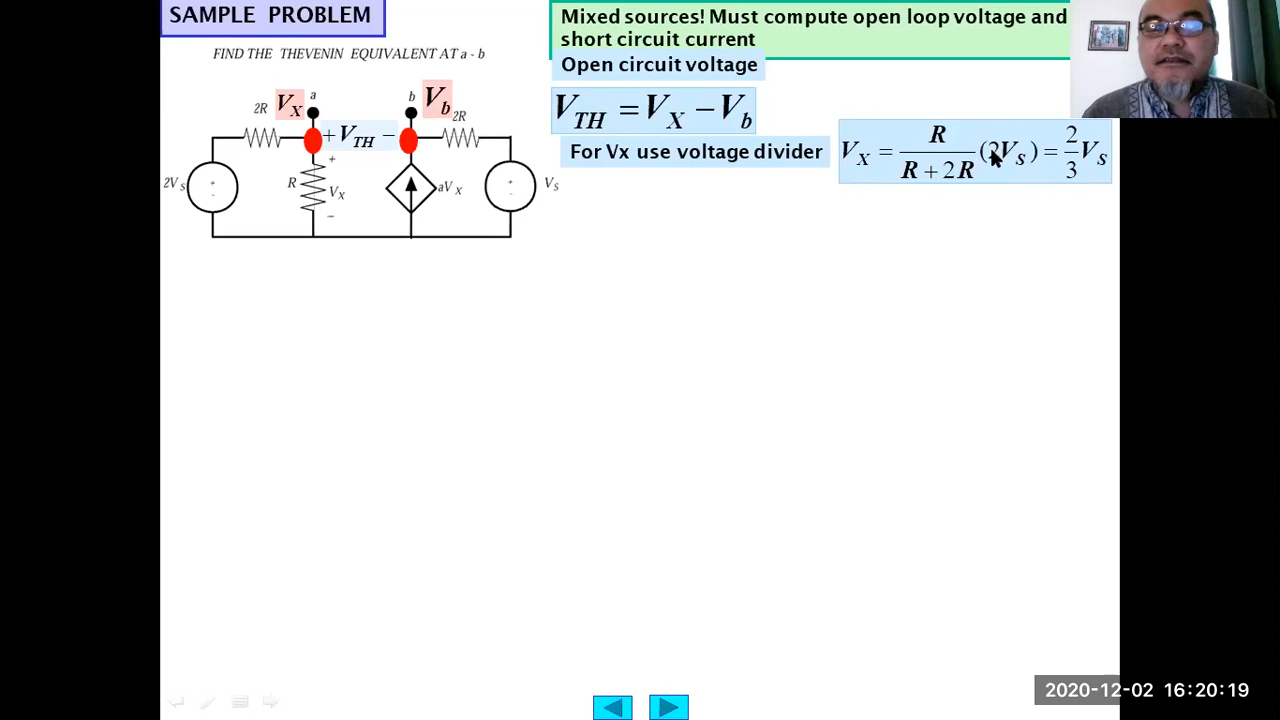 SAMPLE PROBLEM
Mixed sources! Must compute open loop voltage and
short circuit current
FIND THE THEVENIN EQUIVALENT AT a - b
Open circuit voltage
V_TH = V_X − V_b
For Vx use voltage divider
V_X = R / (R + 2R) (2V_S) = 2/3 V_S
2R V_X a b V_b 2R
+ V_TH −
2V_S + - R + V_X − aV_X + - V_S
2020-12-02 16:20:19